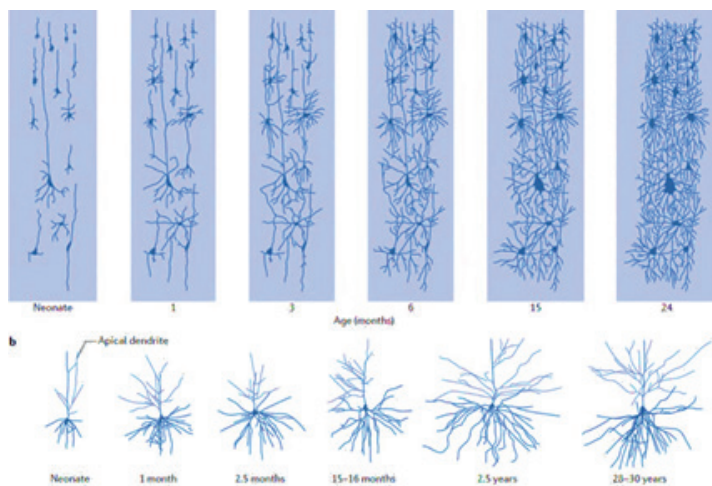 Neonate 1 3 6 15 24
Age (months)
b
Apical dendrite
Neonate 1 month 2.5 months 15–16 months 2.5 years 28–30 years